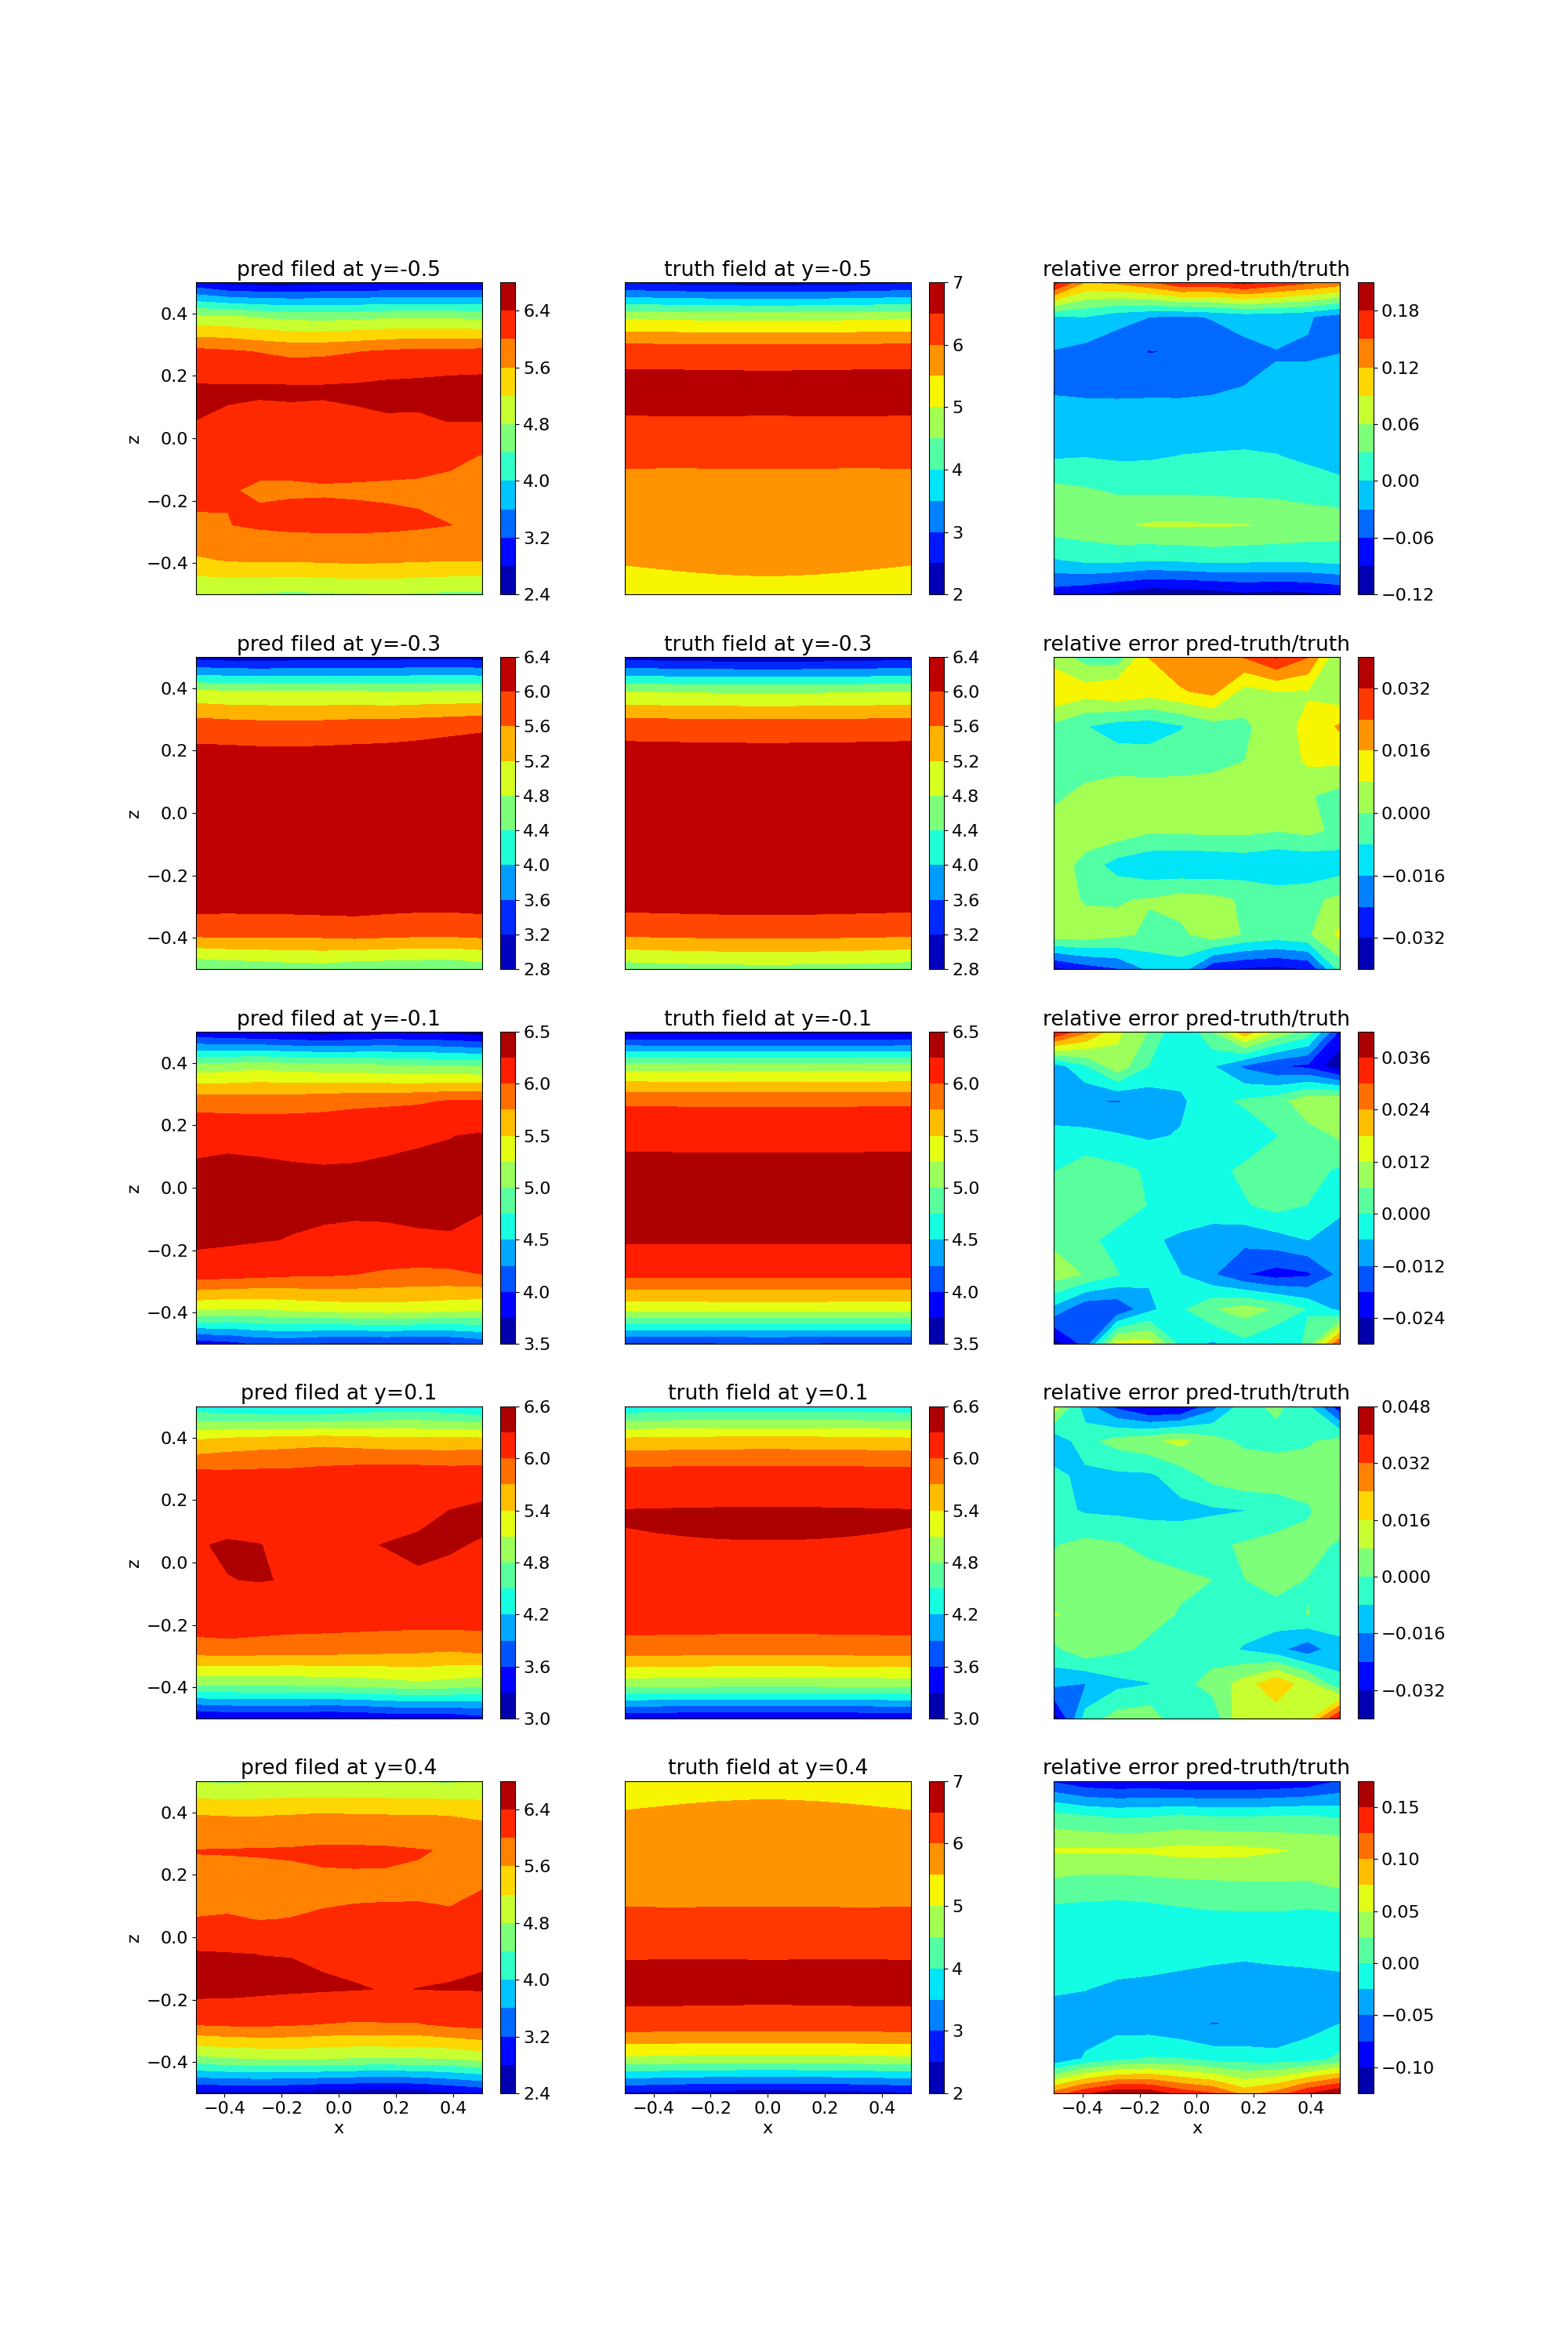 pred filed at y=-0.5 truth field at y=-0.5 relative error pred-truth/truth
z 0.4 0.2 0.0 −0.2 −0.4
6.4 5.6 4.8 4.0 3.2 2.4
7 6 5 4 3 2
0.18 0.12 0.06 0.00 −0.06 −0.12
pred filed at y=-0.3 truth field at y=-0.3 relative error pred-truth/truth
z 0.4 0.2 0.0 −0.2 −0.4
6.4 6.0 5.6 5.2 4.8 4.4 4.0 3.6 3.2 2.8
6.4 6.0 5.6 5.2 4.8 4.4 4.0 3.6 3.2 2.8
0.032 0.016 0.000 −0.016 −0.032
pred filed at y=-0.1 truth field at y=-0.1 relative error pred-truth/truth
z 0.4 0.2 0.0 −0.2 −0.4
6.5 6.0 5.5 5.0 4.5 4.0 3.5
6.5 6.0 5.5 5.0 4.5 4.0 3.5
0.036 0.024 0.012 0.000 −0.012 −0.024
pred filed at y=0.1 truth field at y=0.1 relative error pred-truth/truth
z 0.4 0.2 0.0 −0.2 −0.4
6.6 6.0 5.4 4.8 4.2 3.6 3.0
6.6 6.0 5.4 4.8 4.2 3.6 3.0
0.048 0.032 0.016 0.000 −0.016 −0.032
pred filed at y=0.4 truth field at y=0.4 relative error pred-truth/truth
z 0.4 0.2 0.0 −0.2 −0.4
6.4 5.6 4.8 4.0 3.2 2.4
7 6 5 4 3 2
0.15 0.10 0.05 0.00 −0.05 −0.10
−0.4 −0.2 0.0 0.2 0.4 −0.4 −0.2 0.0 0.2 0.4 −0.4 −0.2 0.0 0.2 0.4
x x x